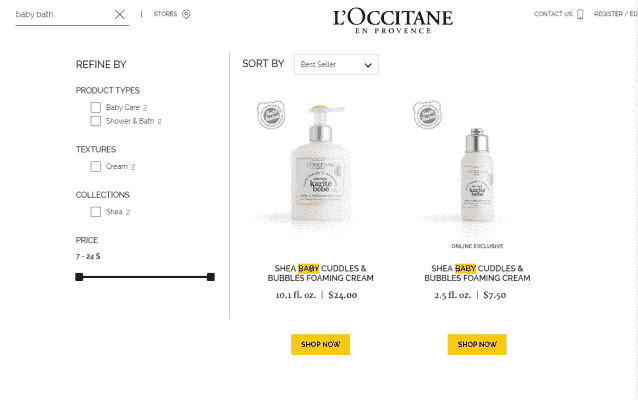 baby bath
STORES
L'OCCITANE
EN PROVENCE
CONTACT US
REGISTER / ED
REFINE BY
PRODUCT TYPES
Baby Care 2
Shower & Bath 2
TEXTURES
Cream 2
COLLECTIONS
Shea 2
PRICE
7 - 24 $
SORT BY
Best Seller
L'OCCITANE
karité
bébé
SHEA BABY CUDDLES &
BUBBLES FOAMING CREAM
10.1 fl. oz. | $24.00
SHOP NOW
karité
bébé
ONLINE EXCLUSIVE
SHEA BABY CUDDLES &
BUBBLES FOAMING CREAM
2.5 fl. oz. | $7.50
SHOP NOW